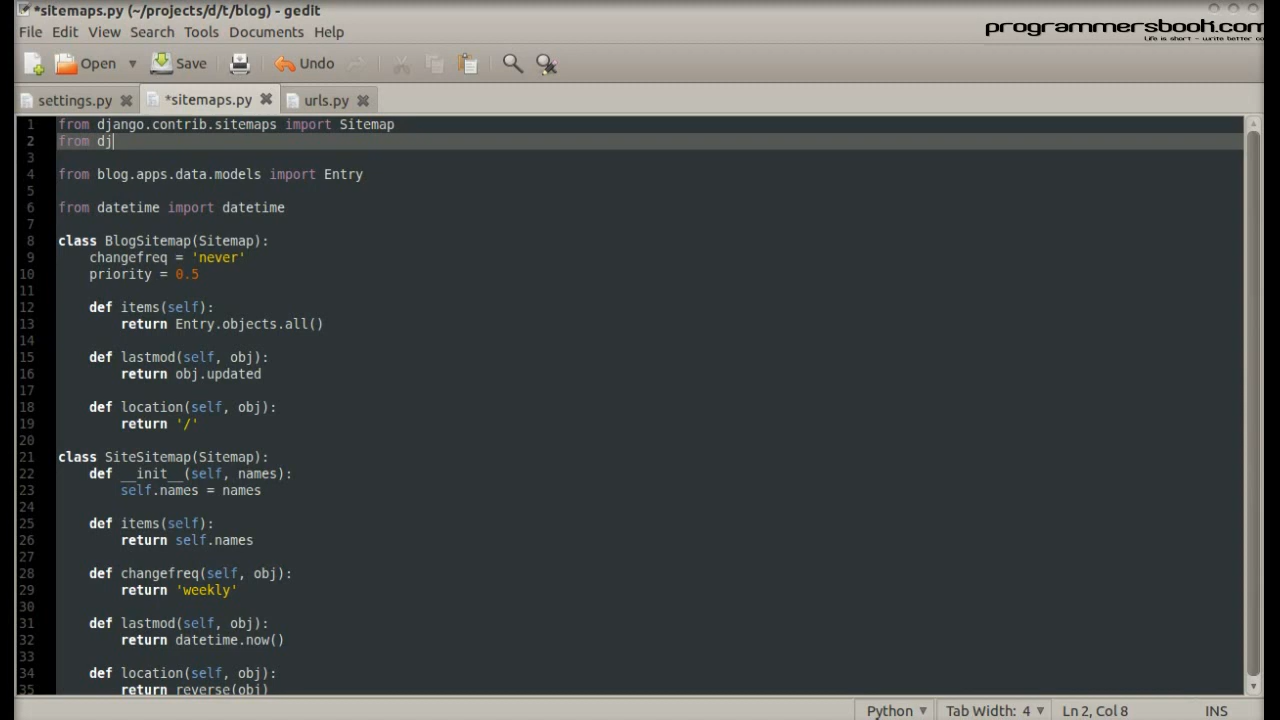 *sitemaps.py (~/projects/d/t/blog) - gedit
File Edit View Search Tools Documents Help
programmersbook.com
Life is short - write better co
Open Save Undo
settings.py *sitemaps.py urls.py
1 from django.contrib.sitemaps import Sitemap
2 from dj
3
4 from blog.apps.data.models import Entry
5
6 from datetime import datetime
7
8 class BlogSitemap(Sitemap):
9 changefreq = 'never'
10 priority = 0.5
11
12 def items(self):
13 return Entry.objects.all()
14
15 def lastmod(self, obj):
16 return obj.updated
17
18 def location(self, obj):
19 return '/'
20
21 class SiteSitemap(Sitemap):
22 def __init__(self, names):
23 self.names = names
24
25 def items(self):
26 return self.names
27
28 def changefreq(self, obj):
29 return 'weekly'
30
31 def lastmod(self, obj):
32 return datetime.now()
33
34 def location(self, obj):
35 return reverse(obj)
Python Tab Width: 4 Ln 2, Col 8 INS